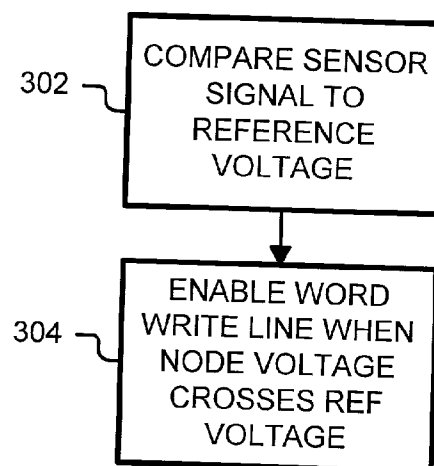 302
COMPARE SENSOR
SIGNAL TO
REFERENCE
VOLTAGE
304
ENABLE WORD
WRITE LINE WHEN
NODE VOLTAGE
CROSSES REF
VOLTAGE